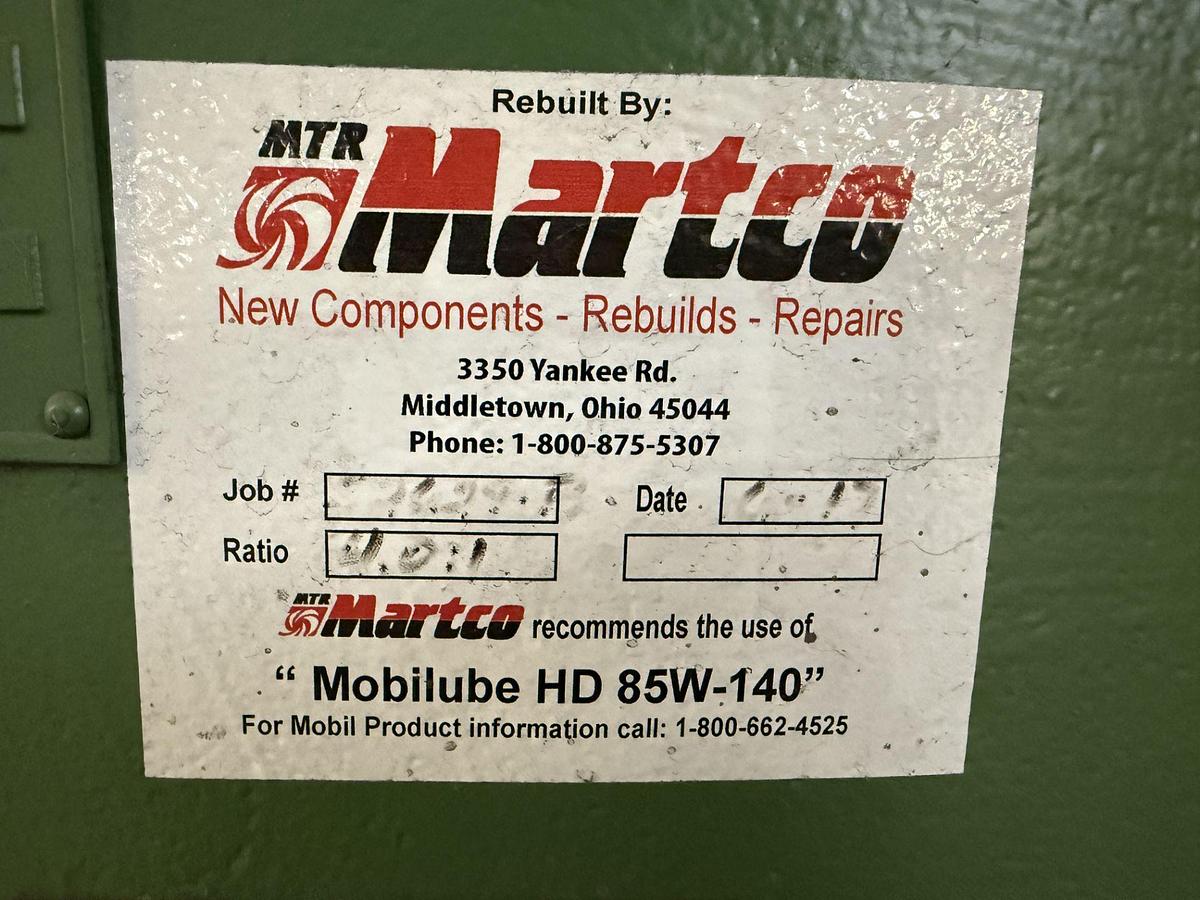 Rebuilt By:
MTR
Martco
New Components - Rebuilds - Repairs
3350 Yankee Rd.
Middletown, Ohio 45044
Phone: 1-800-875-5307
Job # Date
Ratio
MTR Martco recommends the use of
“ Mobilube HD 85W-140”
For Mobil Product information call: 1-800-662-4525